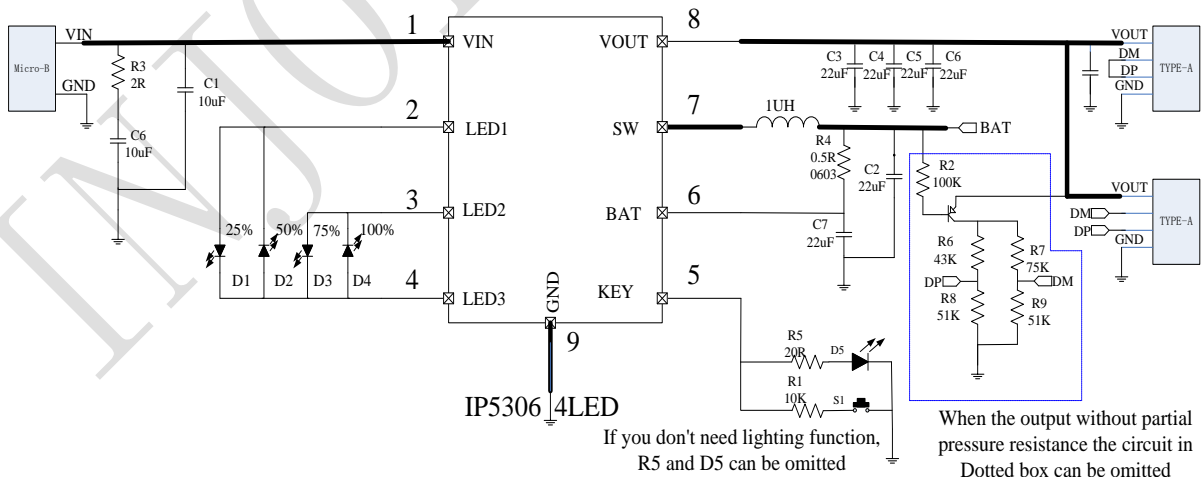 INJO
Micro-B
VIN
GND
R3
2R
C6
10uF
C1
10uF
1
VIN
2
LED1
3
LED2
4
LED3
25%
50%
75%
100%
D1
D2
D3
D4
GND
9
IP5306 4LED
8
VOUT
7
SW
6
BAT
5
KEY
C3
22uF
C4
22uF
C5
22uF
C6
22uF
1UH
BAT
R4
0.5R
0603
C2
22uF
C7
22uF
R2
100K
R6
43K
R7
75K
DP
DM
R8
51K
R9
51K
VOUT
DM
DP
GND
TYPE-A
VOUT
DM
DP
GND
TYPE-A
R5
20R
D5
R1
10K
S1
If you don't need lighting function,
R5 and D5 can be omitted
When the output without partial
pressure resistance the circuit in
Dotted box can be omitted